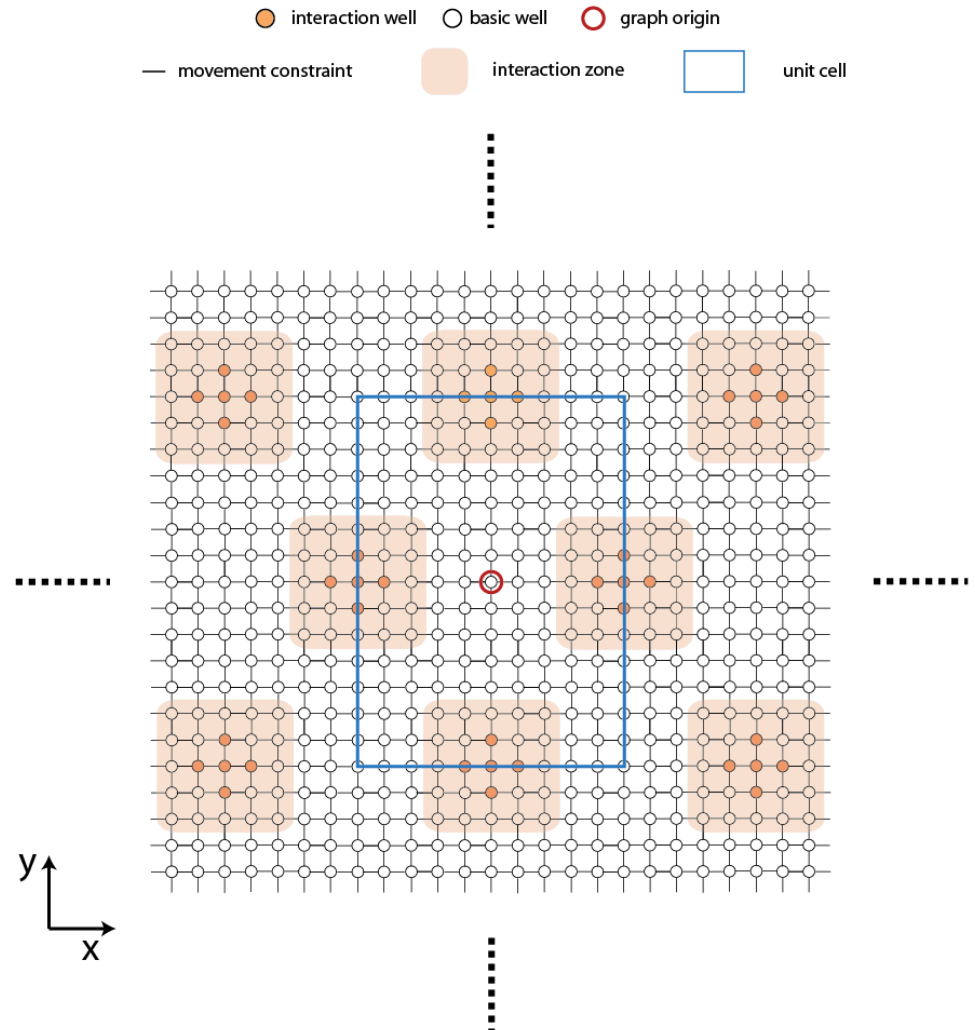 interaction well basic well graph origin
movement constraint interaction zone unit cell
y
x